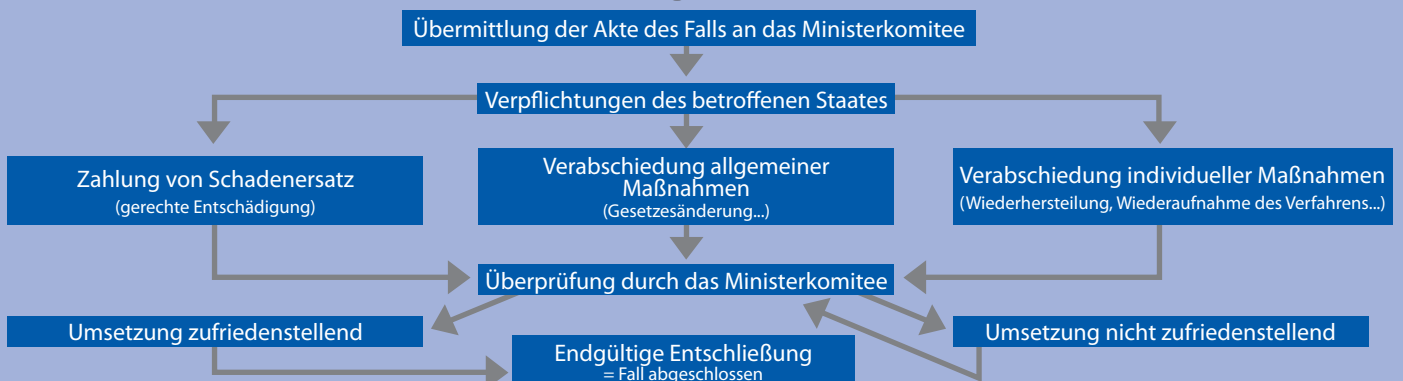 Übermittlung der Akte des Falls an das Ministerkomitee
Verpflichtungen des betroffenen Staates
Zahlung von Schadenersatz
(gerechte Entschädigung)
Verabschiedung allgemeiner
Maßnahmen
(Gesetzesänderung...)
Verabschiedung individueller Maßnahmen
(Wiederhersteilung, Wiederaufnahme des Verfahrens...)
Überprüfung durch das Ministerkomitee
Umsetzung zufriedenstellend
Umsetzung nicht zufriedenstellend
Endgültige Entschließung
= Fall abgeschlossen